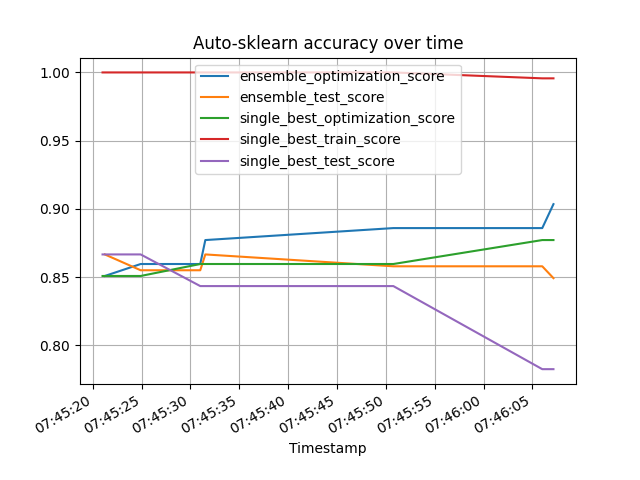 Auto-sklearn accuracy over time
1.00
0.95
0.90
0.85
0.80
ensemble_optimization_score
ensemble_test_score
single_best_optimization_score
single_best_train_score
single_best_test_score
07:45:20
07:45:25
07:45:30
07:45:35
07:45:40
07:45:45
07:45:50
07:45:55
07:46:00
07:46:05
Timestamp